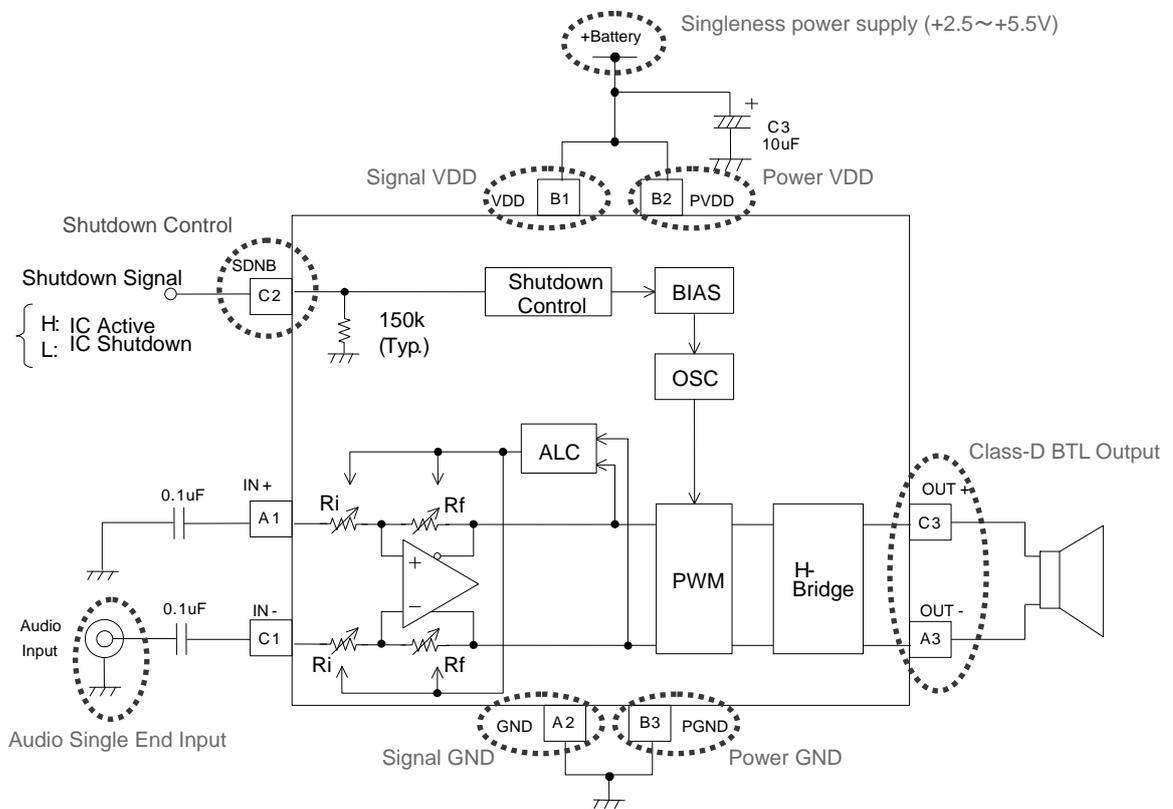 Singleness power supply (+2.5～+5.5V)
+Battery
+
C3
10uF
Signal VDD
Power VDD
VDD
B1
B2
PVDD
Shutdown Control
SDNB
Shutdown Signal
C2
H: IC Active
L: IC Shutdown
150k
(Typ.)
Shutdown
Control
BIAS
OSC
ALC
Class-D BTL Output
IN +
0.1uF
A1
Ri
Rf
OUT +
C3
+
−
PWM
H-
Bridge
Audio
Input
0.1uF
IN -
C1
Ri
Rf
OUT -
A3
GND
A2
B3
PGND
Audio Single End Input
Signal GND
Power GND